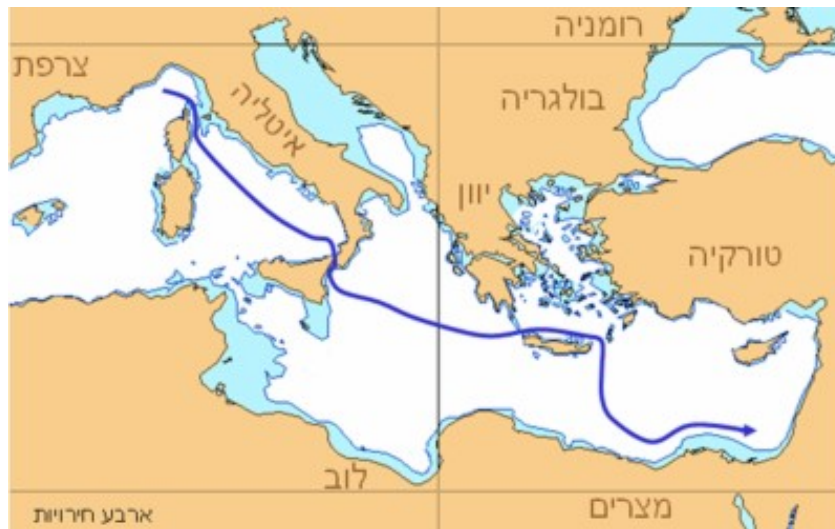 רומניה
צרפת
בולגריה
איטליה
יוון
טורקיה
לוב
מצרים
ארבע חירויות